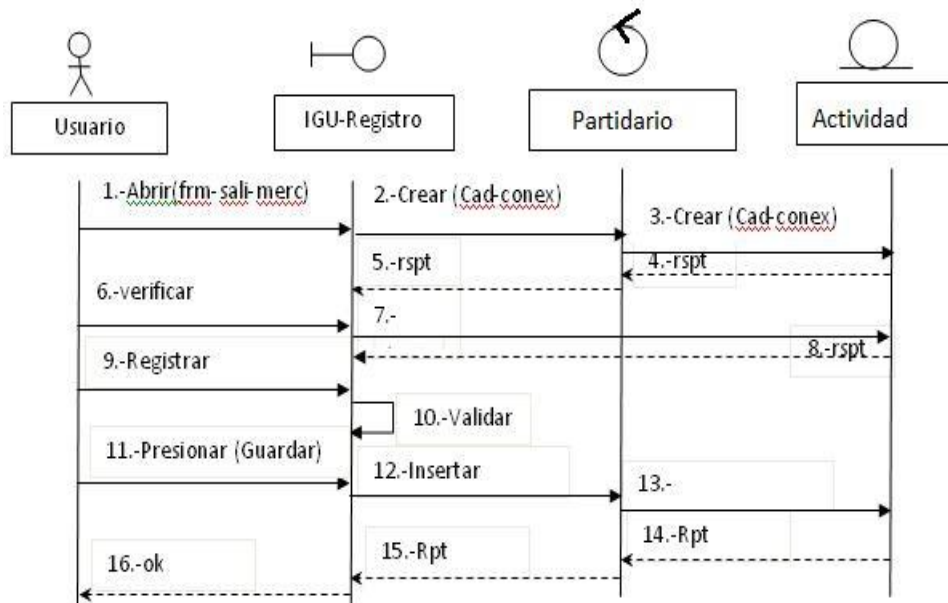 Usuario
IGU-Registro
Partidario
Actividad
1.-Abrir(frm-sali-merc)
2.-Crear (Cad-conex)
3.-Crear (Cad-conex)
4.-rspt
5.-rspt
6.-verificar
7.-
8.-rspt
9.-Registrar
10.-Validar
11.-Presionar (Guardar)
12.-Insertar
13.-
14.-Rpt
15.-Rpt
16.-ok